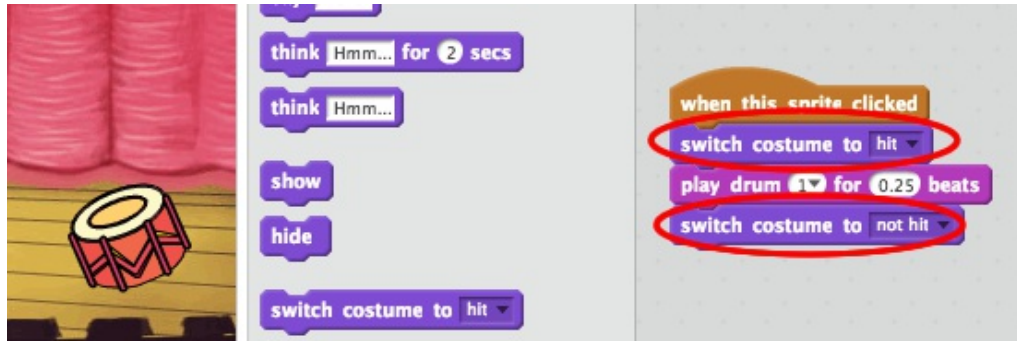 think Hmm... for 2 secs
think Hmm...
show
hide
switch costume to hit
when this sprite clicked
switch costume to hit
play drum 1 for 0.25 beats
switch costume to not hit